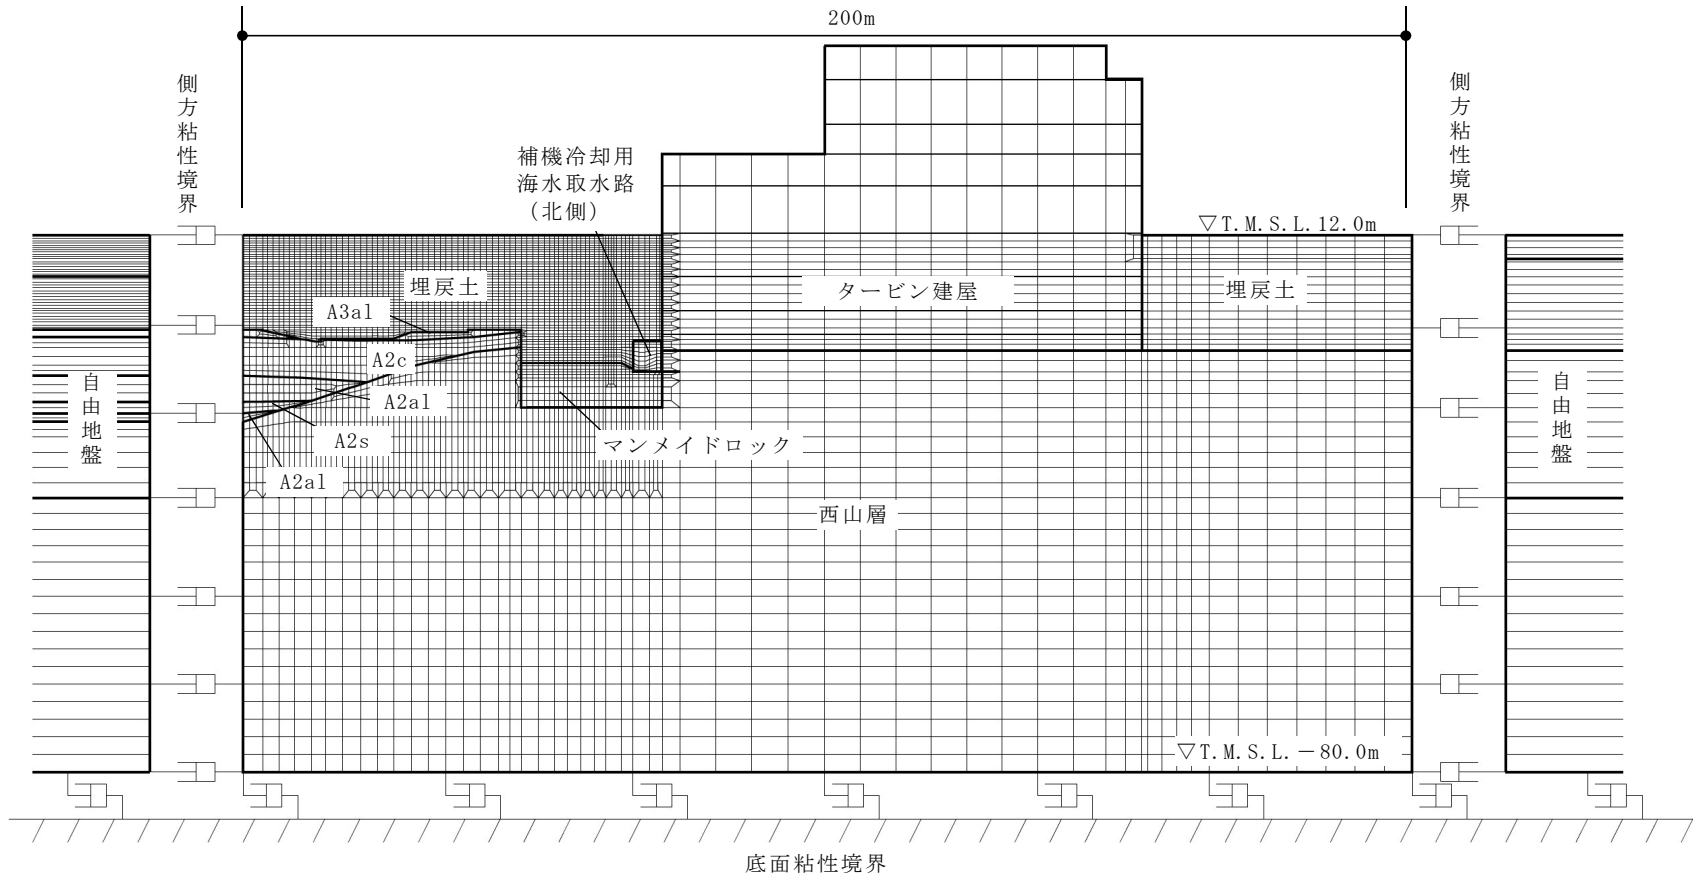 200m
側方粘性境界
側方粘性境界
補機冷却用
海水取水路
（北側）
▽T.M.S.L.12.0m
埋戻土
タービン建屋
埋戻土
A3al
A2c
自由地盤
自由地盤
A2al
A2s
マンメイドロック
A2al
西山層
▽T.M.S.L.－80.0m
底面粘性境界